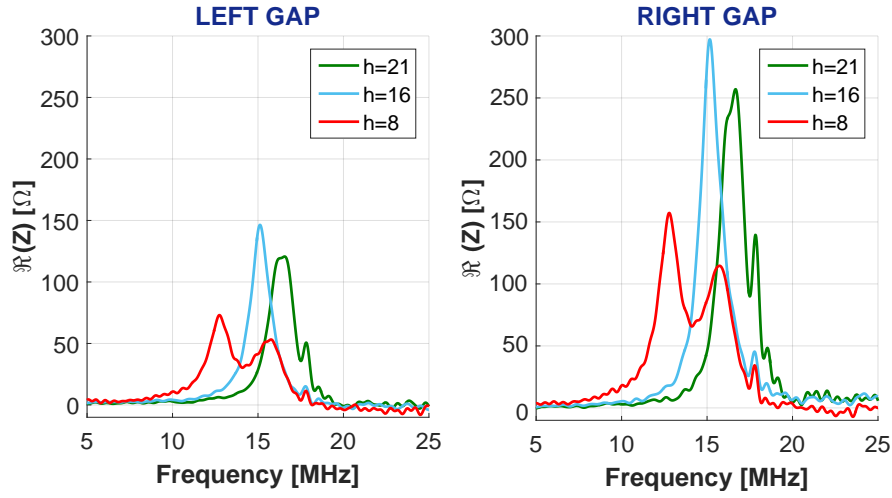 LEFT GAP
300
250
200
150
100
50
0
ℜ(Z) [Ω]
h=21
h=16
h=8
5
10
15
20
25
Frequency [MHz]
RIGHT GAP
300
250
200
150
100
50
0
ℜ (Z) [Ω]
h=21
h=16
h=8
5
10
15
20
25
Frequency [MHz]